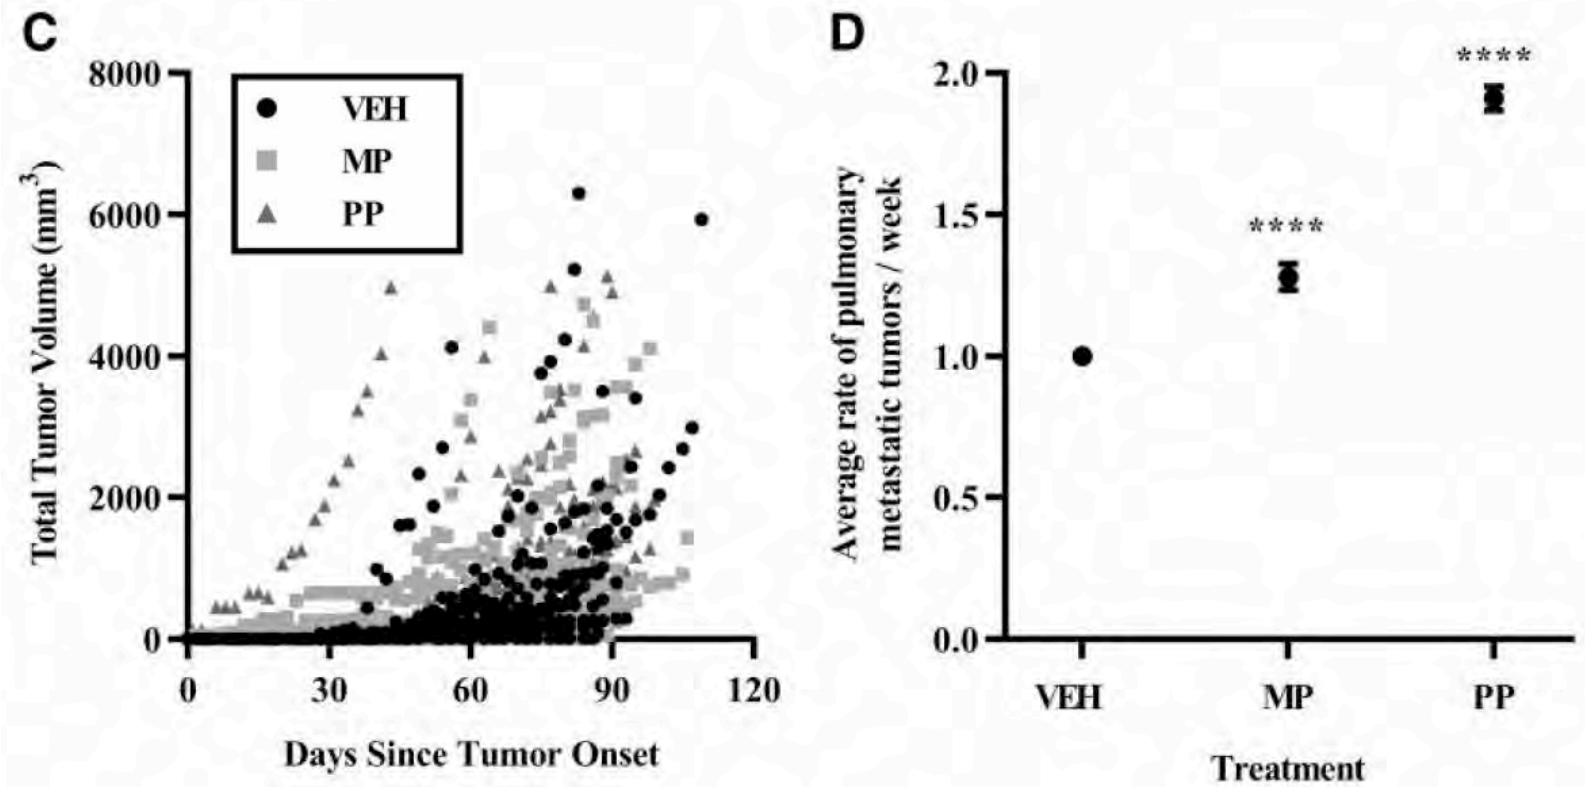 C
8000
6000
4000
2000
0
Total Tumor Volume (mm³)
VEH
MP
PP
0 30 60 90 120
Days Since Tumor Onset
D
2.0
1.5
1.0
0.5
0.0
Average rate of pulmonary
metastatic tumors / week
****
****
VEH MP PP
Treatment